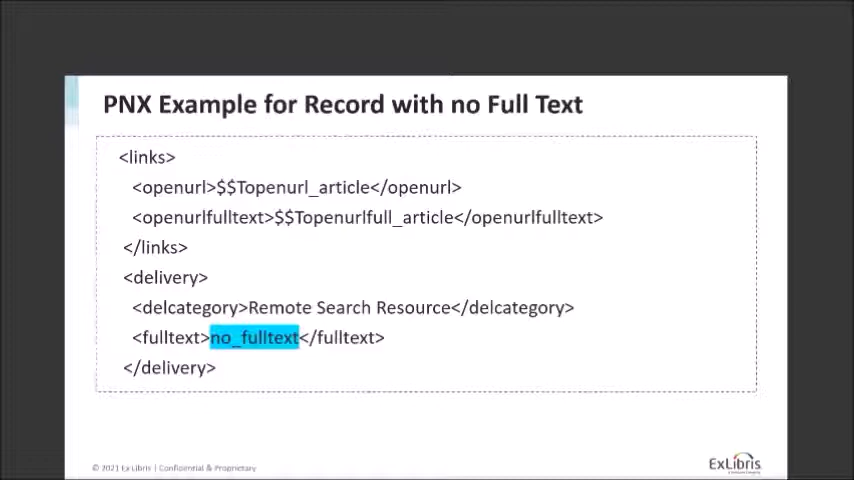 PNX Example for Record with no Full Text
<links>
<openurl>$$Topenurl_article</openurl>
<openurlfulltext>$$Topenurlfull_article</openurlfulltext>
</links>
<delivery>
<delcategory>Remote Search Resource</delcategory>
<fulltext>no_fulltext</fulltext>
</delivery>
© 2021 Ex Libris | Confidential & Proprietary
ExLibris